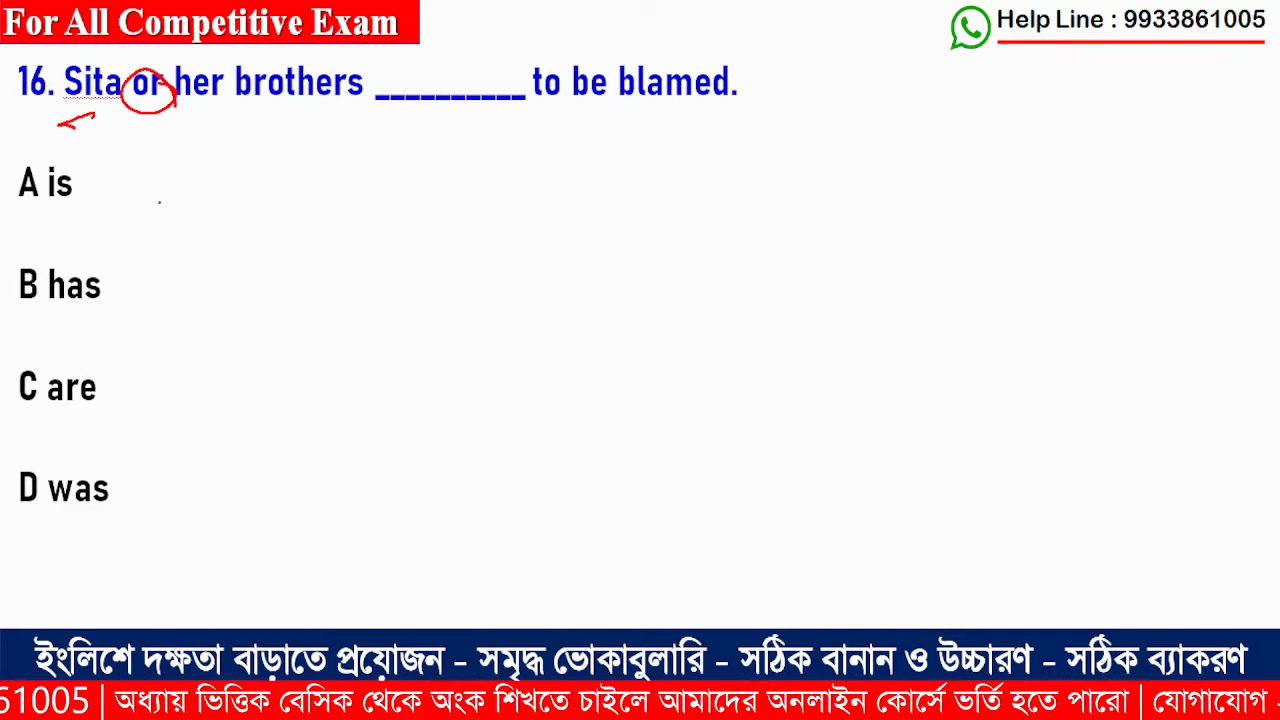 For All Competitive Exam
Help Line : 9933861005
16. Sita or her brothers __________ to be blamed.
A is
B has
C are
D was
ইংলিশে দক্ষতা বাড়াতে প্রয়োজন - সমৃদ্ধ ভোকাবুলারি - সঠিক বানান ও উচ্চারণ - সঠিক ব্যাকরণ
61005 | অধ্যায় ভিত্তিক বেসিক থেকে অংক শিখতে চাইলে আমাদের অনলাইন কোর্সে ভর্তি হতে পারো | যোগাযোগ